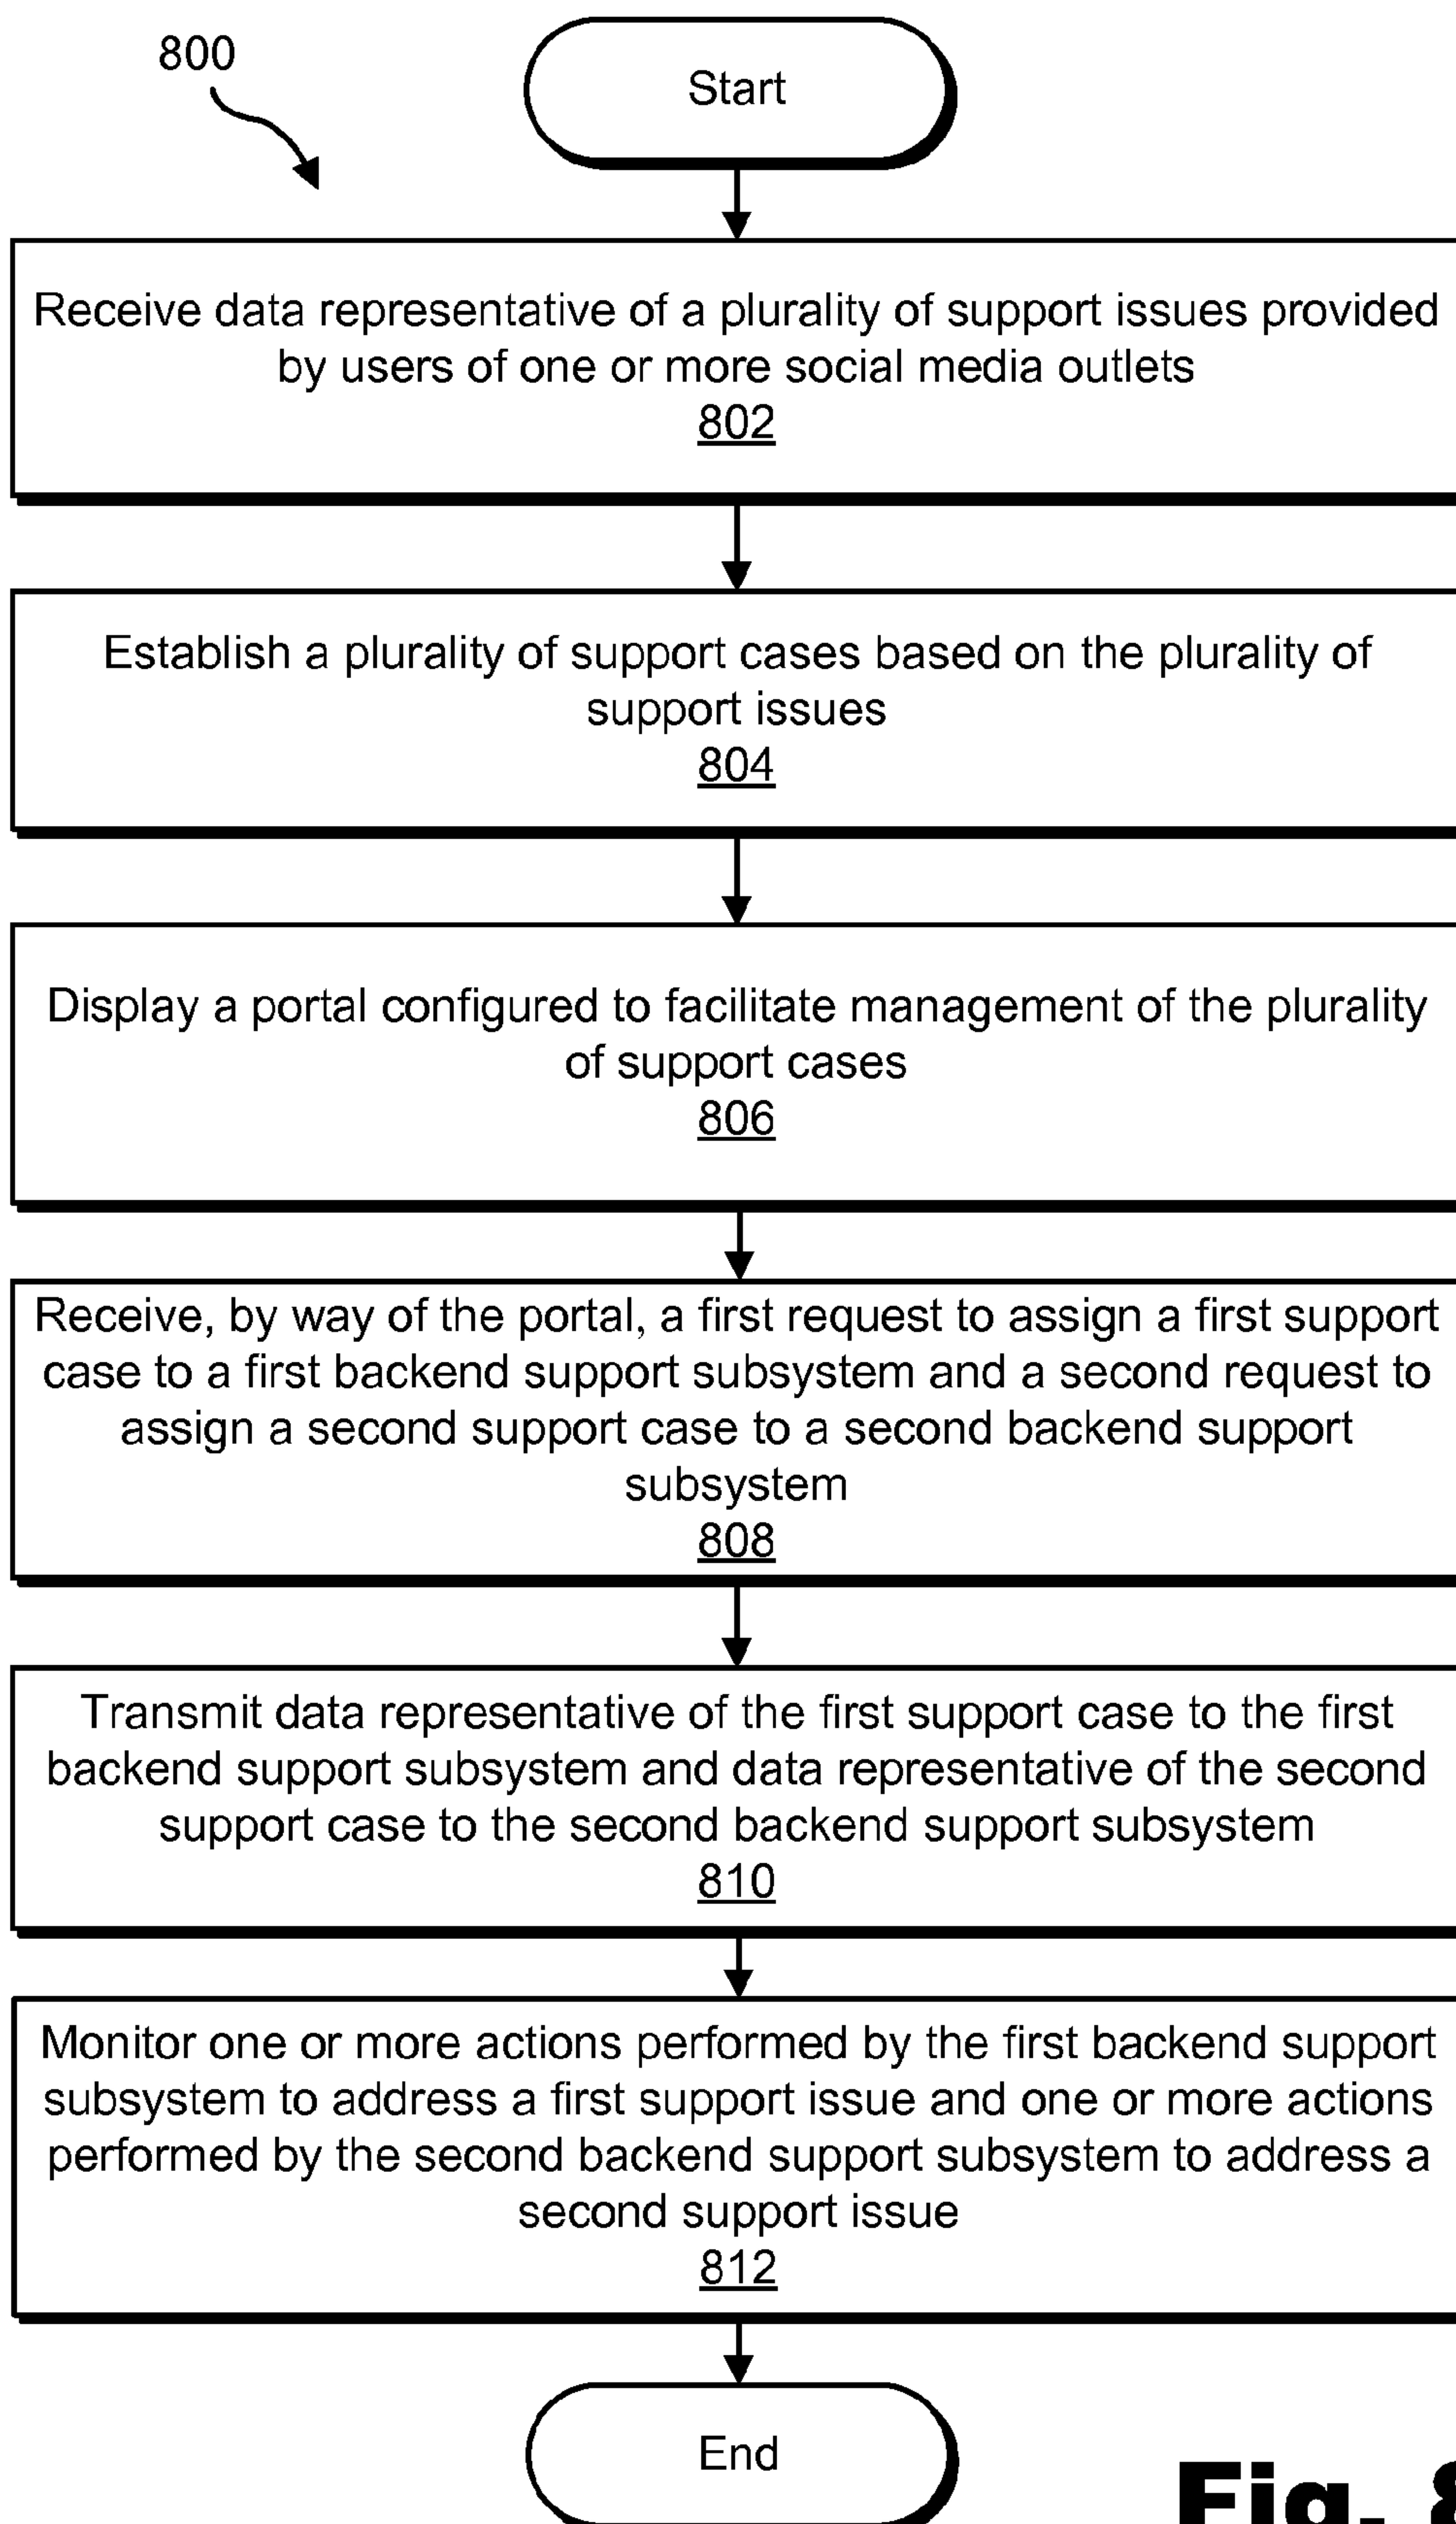 800
Start
Receive data representative of a plurality of support issues provided
by users of one or more social media outlets
802
Establish a plurality of support cases based on the plurality of
support issues
804
Display a portal configured to facilitate management of the plurality
of support cases
806
Receive, by way of the portal, a first request to assign a first support
case to a first backend support subsystem and a second request to
assign a second support case to a second backend support
subsystem
808
Transmit data representative of the first support case to the first
backend support subsystem and data representative of the second
support case to the second backend support subsystem
810
Monitor one or more actions performed by the first backend support
subsystem to address a first support issue and one or more actions
performed by the second backend support subsystem to address a
second support issue
812
End
Fig. 8